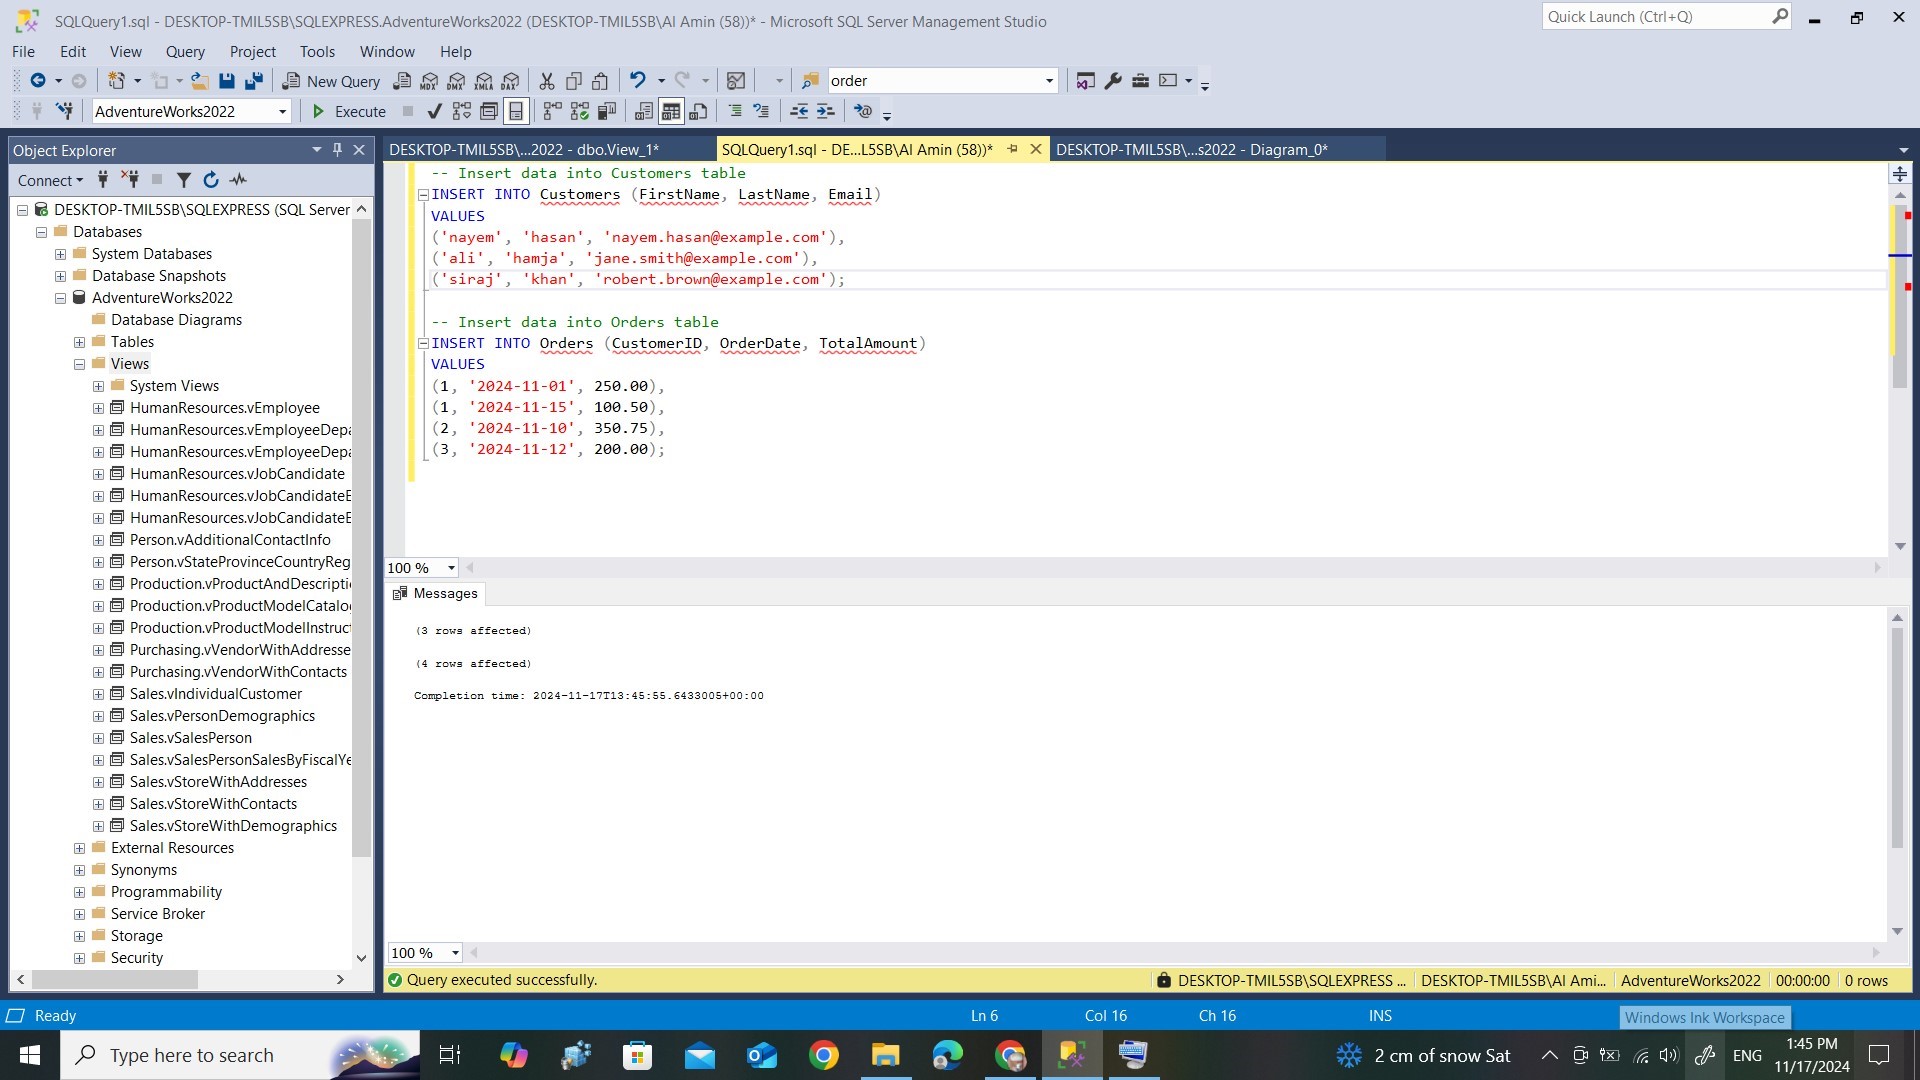 SQLQuery1.sql - DESKTOP-TMIL5SB\SQLEXPRESS.AdventureWorks2022 (DESKTOP-TMIL5SB\Al Amin (58))* - Microsoft SQL Server Management Studio
Quick Launch (Ctrl+Q)
File Edit View Query Project Tools Window Help
New Query
MDX DMX XMLA DAX
order
AdventureWorks2022
Execute
Object Explorer
Connect
DESKTOP-TMIL5SB\SQLEXPRESS (SQL Server
Databases
System Databases
Database Snapshots
AdventureWorks2022
Database Diagrams
Tables
Views
System Views
HumanResources.vEmployee
HumanResources.vEmployeeDepa
HumanResources.vEmployeeDepa
HumanResources.vJobCandidate
HumanResources.vJobCandidateE
HumanResources.vJobCandidateE
Person.vAdditionalContactInfo
Person.vStateProvinceCountryReg
Production.vProductAndDescripti
Production.vProductModelCatalo
Production.vProductModelInstruct
Purchasing.vVendorWithAddresse
Purchasing.vVendorWithContacts
Sales.vIndividualCustomer
Sales.vPersonDemographics
Sales.vSalesPerson
Sales.vSalesPersonSalesByFiscalYe
Sales.vStoreWithAddresses
Sales.vStoreWithContacts
Sales.vStoreWithDemographics
External Resources
Synonyms
Programmability
Service Broker
Storage
Security
DESKTOP-TMIL5SB\...2022 - dbo.View_1*
SQLQuery1.sql - DE...L5SB\Al Amin (58))*
DESKTOP-TMIL5SB\...s2022 - Diagram_0*
-- Insert data into Customers table
INSERT INTO Customers (FirstName, LastName, Email)
VALUES
('nayem', 'hasan', 'nayem.hasan@example.com'),
('ali', 'hamja', 'jane.smith@example.com'),
('siraj', 'khan', 'robert.brown@example.com');
-- Insert data into Orders table
INSERT INTO Orders (CustomerID, OrderDate, TotalAmount)
VALUES
(1, '2024-11-01', 250.00),
(1, '2024-11-15', 100.50),
(2, '2024-11-10', 350.75),
(3, '2024-11-12', 200.00);
100 %
Messages
(3 rows affected)
(4 rows affected)
Completion time: 2024-11-17T13:45:55.6433005+00:00
100 %
Query executed successfully.
DESKTOP-TMIL5SB\SQLEXPRESS ...
DESKTOP-TMIL5SB\Al Ami...
AdventureWorks2022
00:00:00
0 rows
Ready
Ln 6
Col 16
Ch 16
INS
Windows Ink Workspace
Type here to search
2 cm of snow Sat
ENG
1:45 PM
11/17/2024